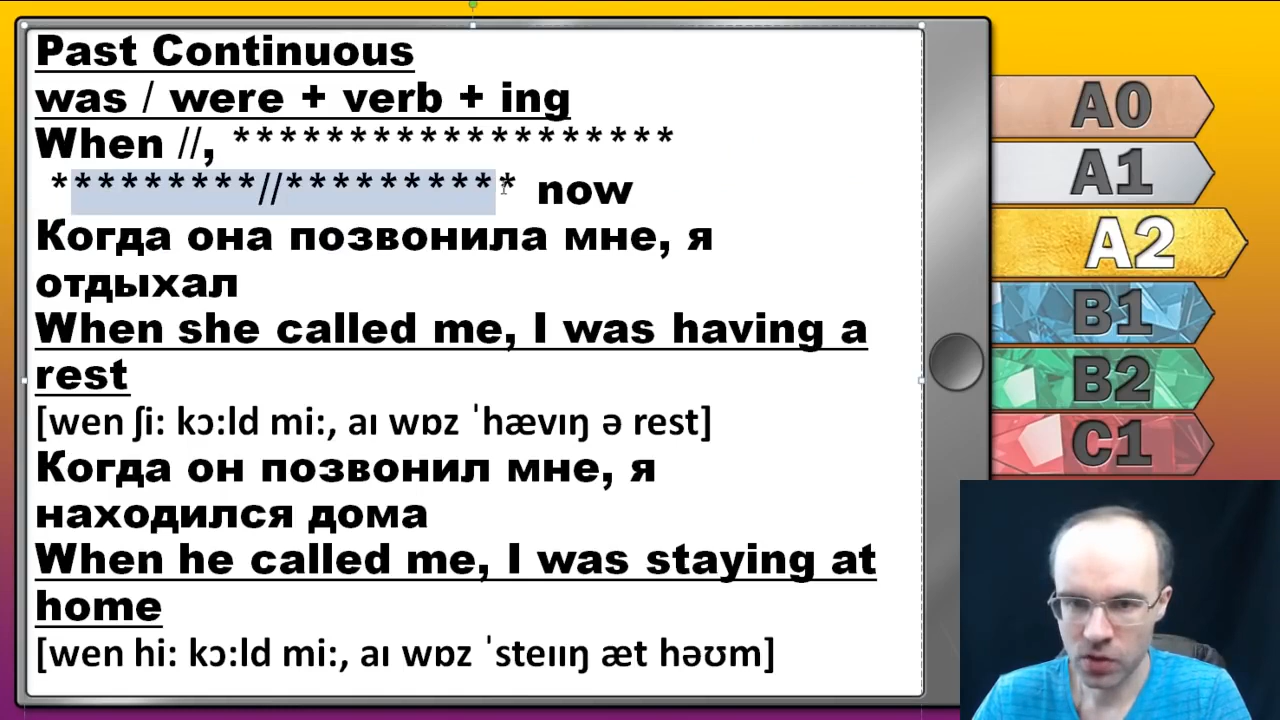 Past Continuous
was / were + verb + ing
When //, *******************
*********//********** now
Когда она позвонила мне, я
отдыхал
When she called me, I was having a
rest
[wen ʃi: kɔ:ld mi:, aɪ wɒz ˈhævɪŋ ə rest]
Когда он позвонил мне, я
находился дома
When he called me, I was staying at
home
[wen hi: kɔ:ld mi:, aɪ wɒz ˈsteɪɪŋ æt həʊm]
A0
A1
A2
B1
B2
C1